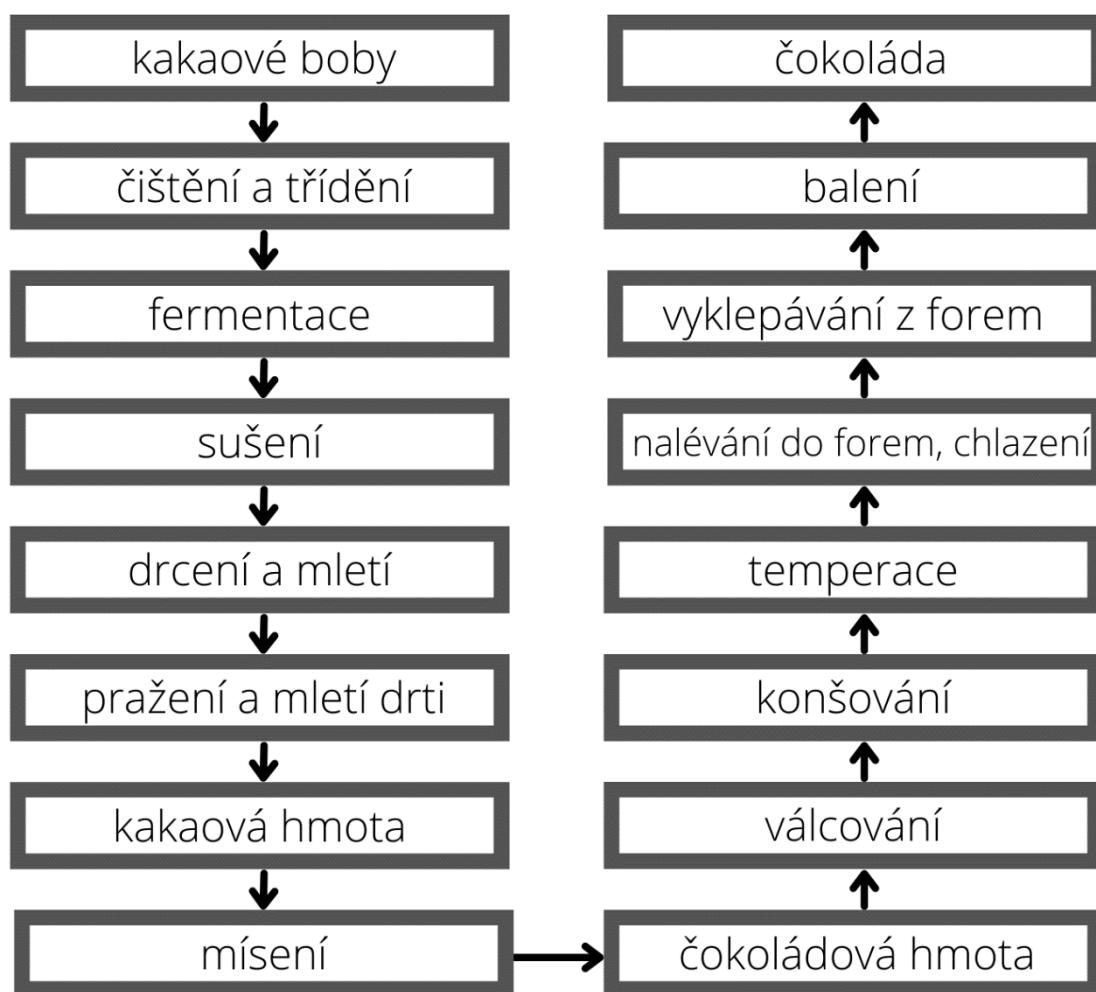 kakaové boby
čištění a třídění
fermentace
sušení
drcení a mletí
pražení a mletí drti
kakaová hmota
mísení
čokoládová hmota
válcování
konšování
temperace
nalévání do forem, chlazení
vyklepávání z forem
balení
čokoláda